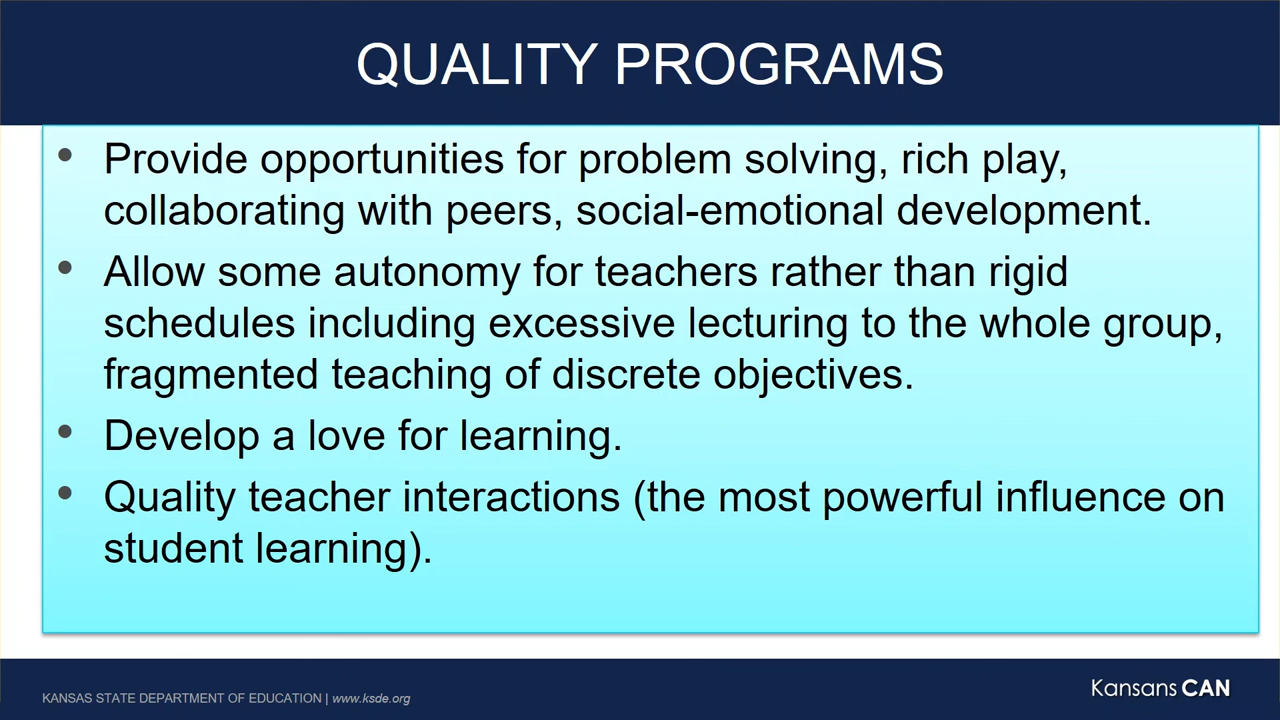 QUALITY PROGRAMS
• Provide opportunities for problem solving, rich play,
collaborating with peers, social-emotional development.
• Allow some autonomy for teachers rather than rigid
schedules including excessive lecturing to the whole group,
fragmented teaching of discrete objectives.
• Develop a love for learning.
• Quality teacher interactions (the most powerful influence on
student learning).
KANSAS STATE DEPARTMENT OF EDUCATION | www.ksde.org
KansansCAN